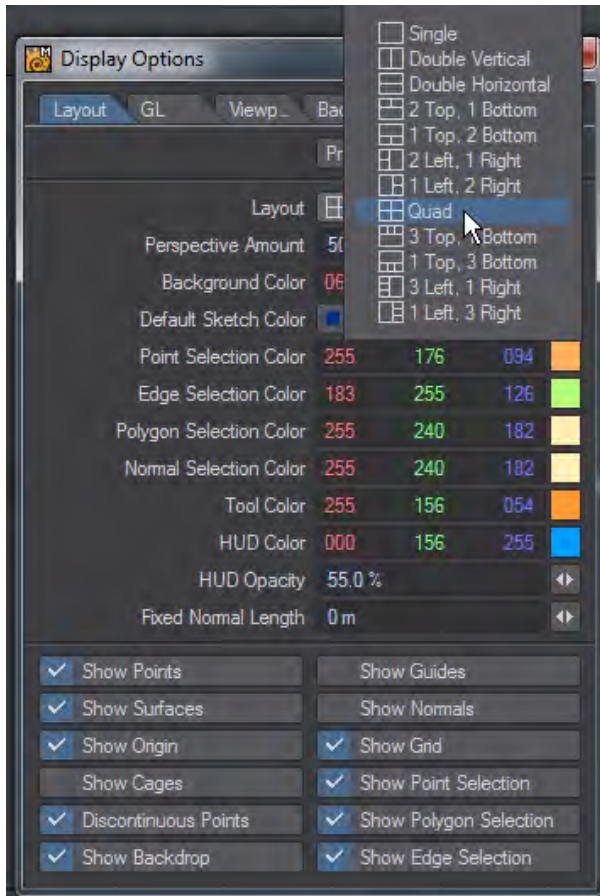 Single
Double Vertical
Double Horizontal
2 Top, 1 Bottom
1 Top, 2 Bottom
2 Left, 1 Right
1 Left, 2 Right
Quad
3 Top, 1 Bottom
1 Top, 3 Bottom
3 Left, 1 Right
1 Left, 3 Right
Display Options
Layout GL Viewp...
Layout
Perspective Amount
Background Color
Default Sketch Color
Point Selection Color 255 176 094
Edge Selection Color 183 255 126
Polygon Selection Color 255 240 182
Normal Selection Color 255 240 182
Tool Color 255 156 054
HUD Color 000 156 255
HUD Opacity 55.0 %
Fixed Normal Length 0 m
Show Points Show Guides
Show Surfaces Show Normals
Show Origin Show Grid
Show Cages Show Point Selection
Discontinuous Points Show Polygon Selection
Show Backdrop Show Edge Selection